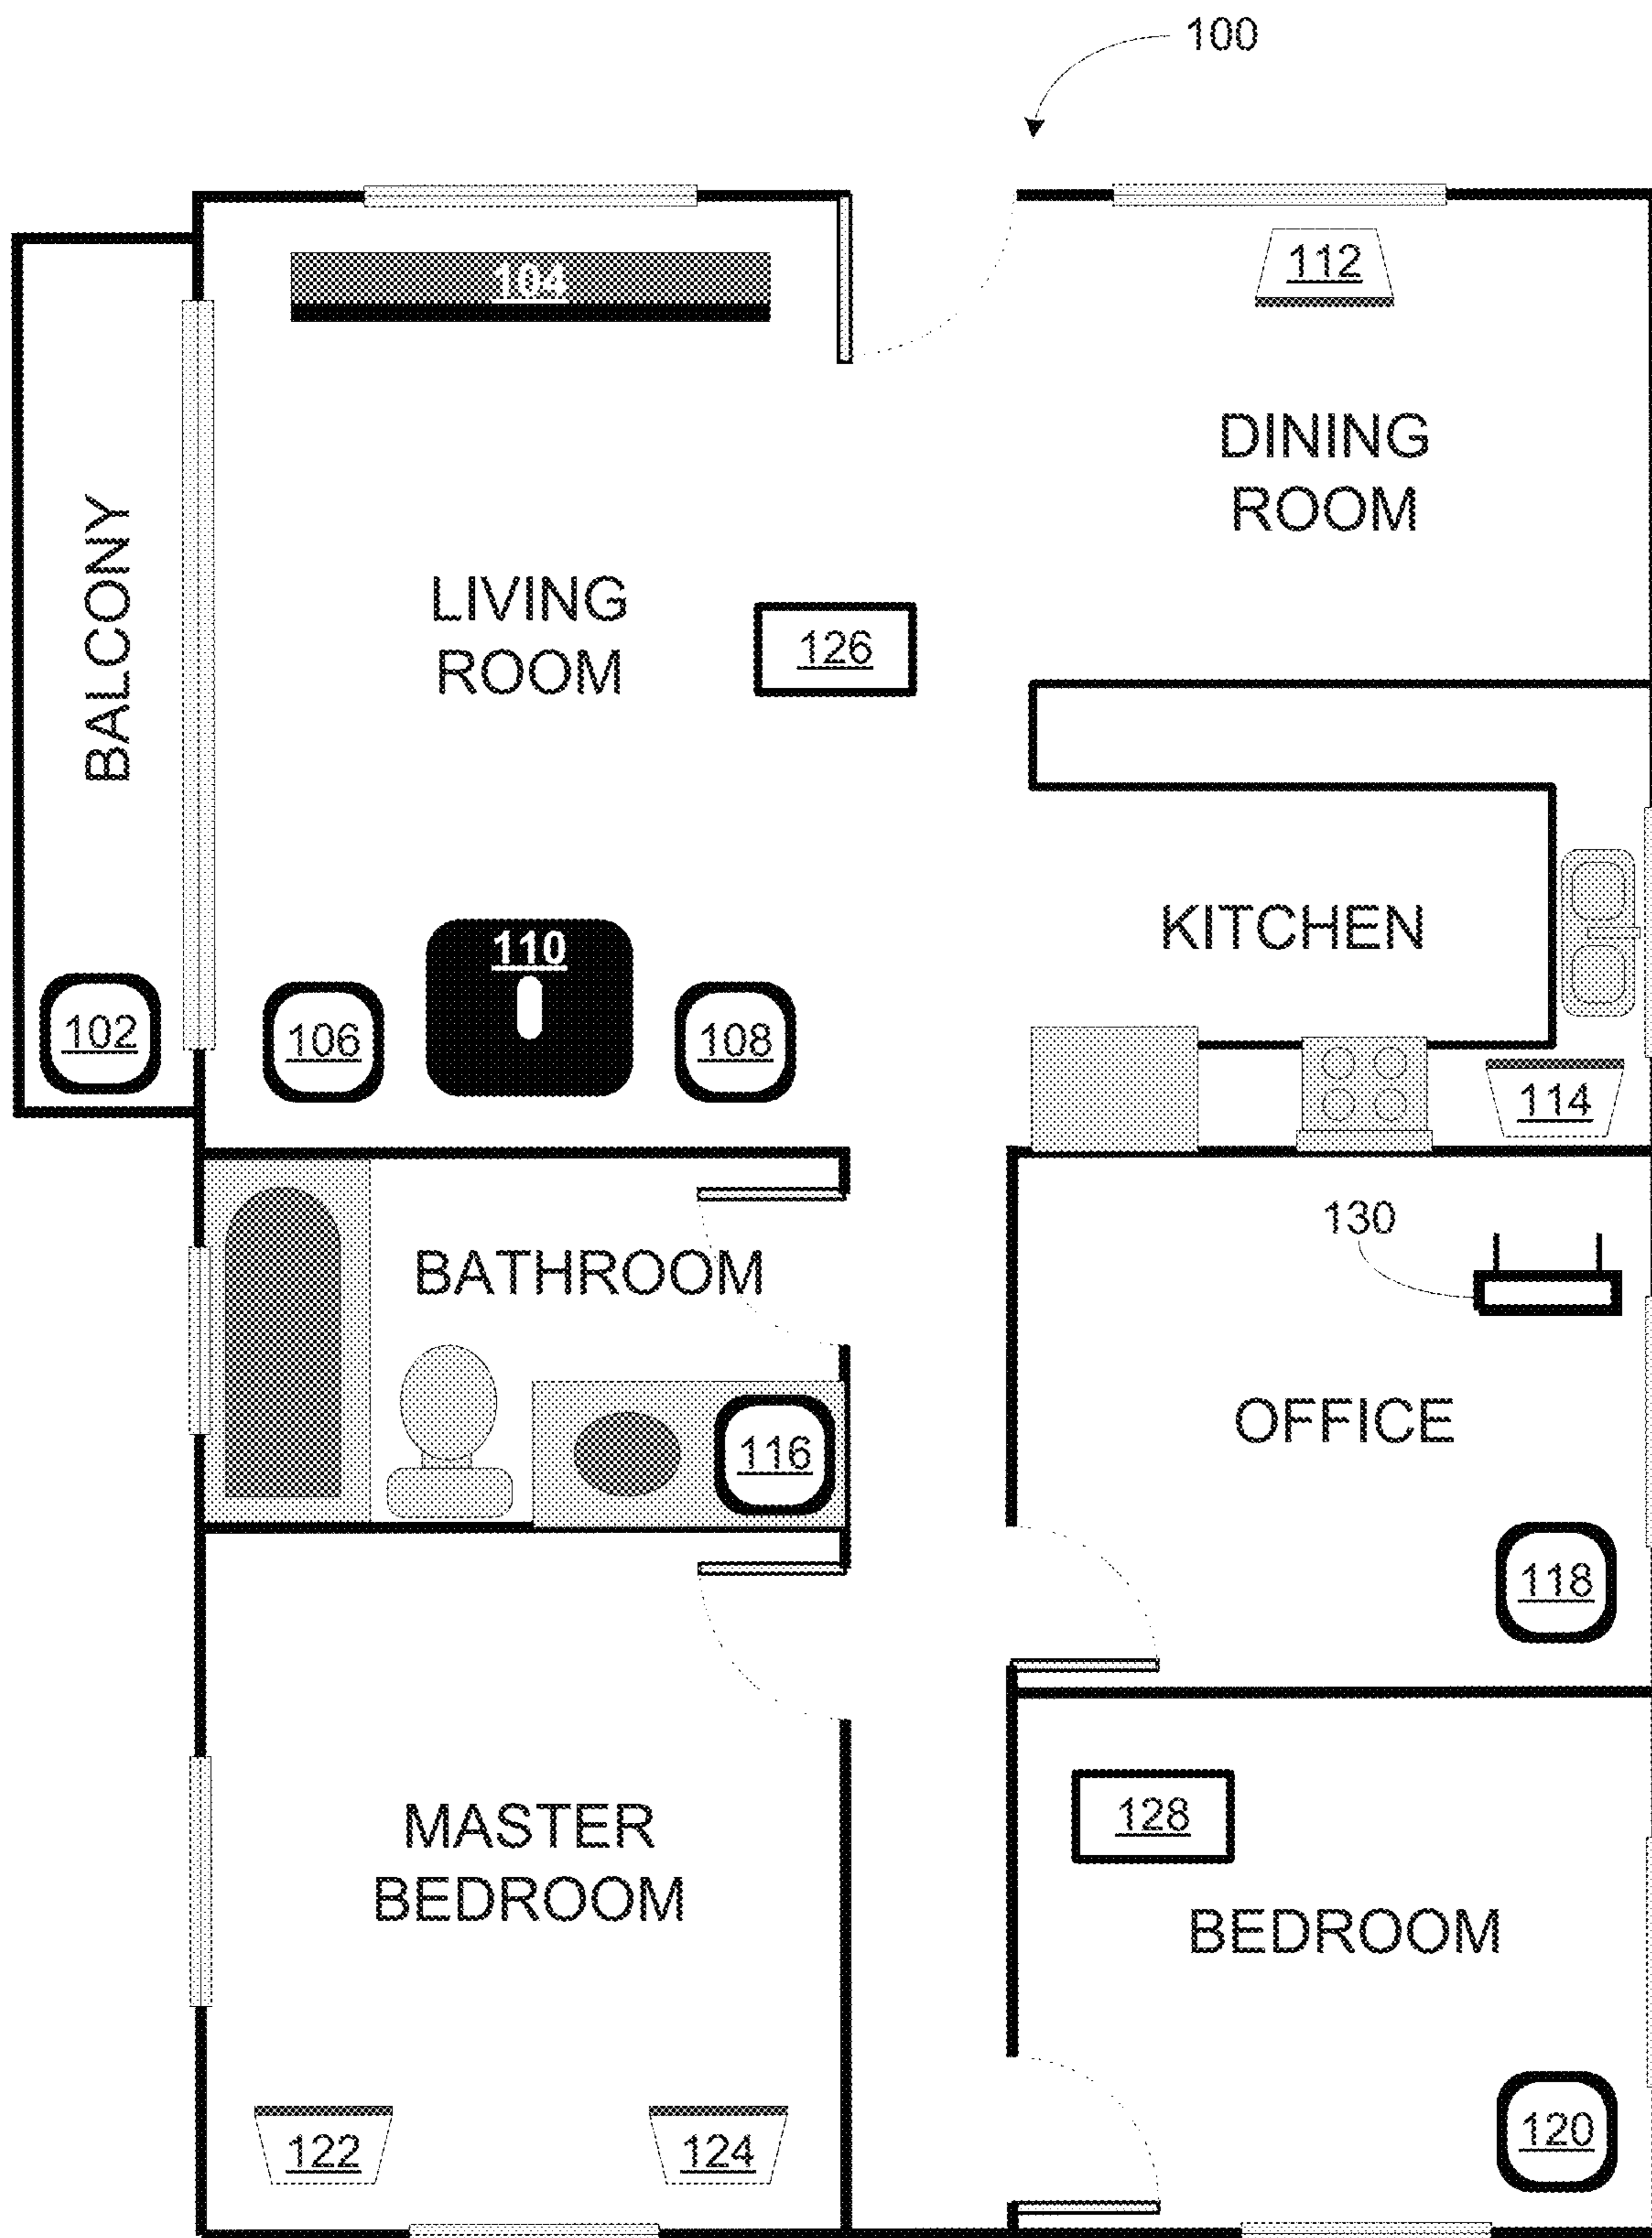 100
104
112
DINING
ROOM
BALCONY
LIVING
ROOM
126
110
KITCHEN
102
106
108
114
130
BATHROOM
OFFICE
116
118
MASTER
BEDROOM
128
BEDROOM
122
124
120